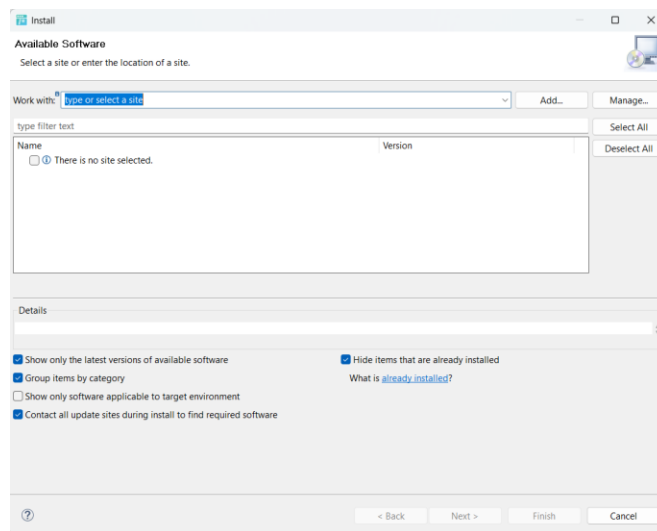 Install
Available Software
Select a site or enter the location of a site.
Work with: type or select a site Add... Manage...
type filter text Select All
Name Version Deselect All
There is no site selected.
Details
Show only the latest versions of available software Hide items that are already installed
Group items by category What is already installed?
Show only software applicable to target environment
Contact all update sites during install to find required software
< Back Next > Finish Cancel